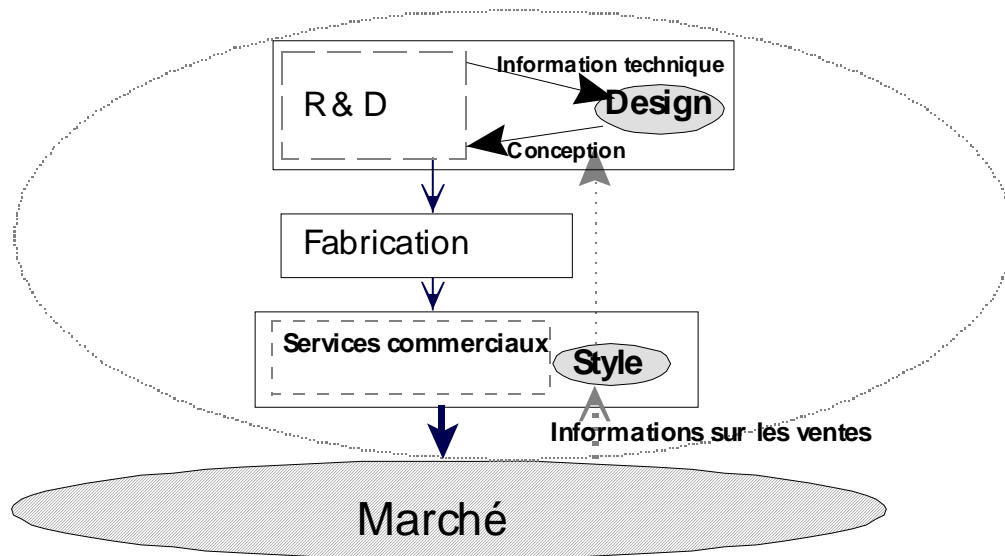 Information technique
R & D
Design
Conception
Fabrication
Services commerciaux
Style
Informations sur les ventes
Marché